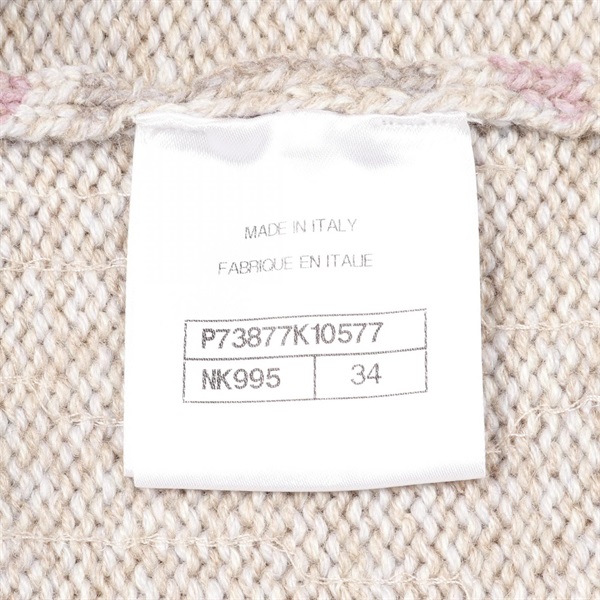 MADE IN ITALY
FABRIQUE EN ITALIE
P73877K10577
NK995 34